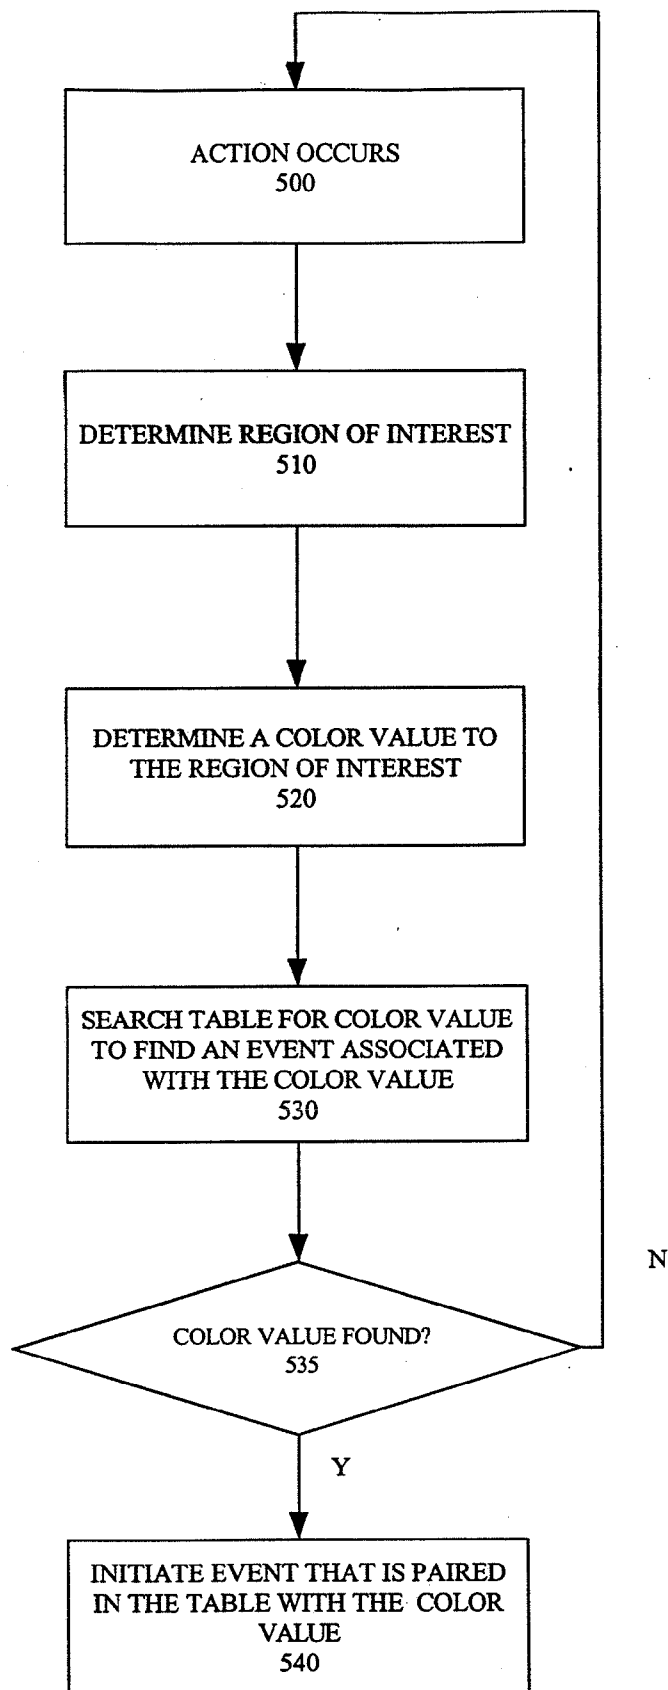 ACTION OCCURS
500
DETERMINE REGION OF INTEREST
510
DETERMINE A COLOR VALUE TO
THE REGION OF INTEREST
520
SEARCH TABLE FOR COLOR VALUE
TO FIND AN EVENT ASSOCIATED
WITH THE COLOR VALUE
530
N
COLOR VALUE FOUND?
535
Y
INITIATE EVENT THAT IS PAIRED
IN THE TABLE WITH THE COLOR
VALUE
540